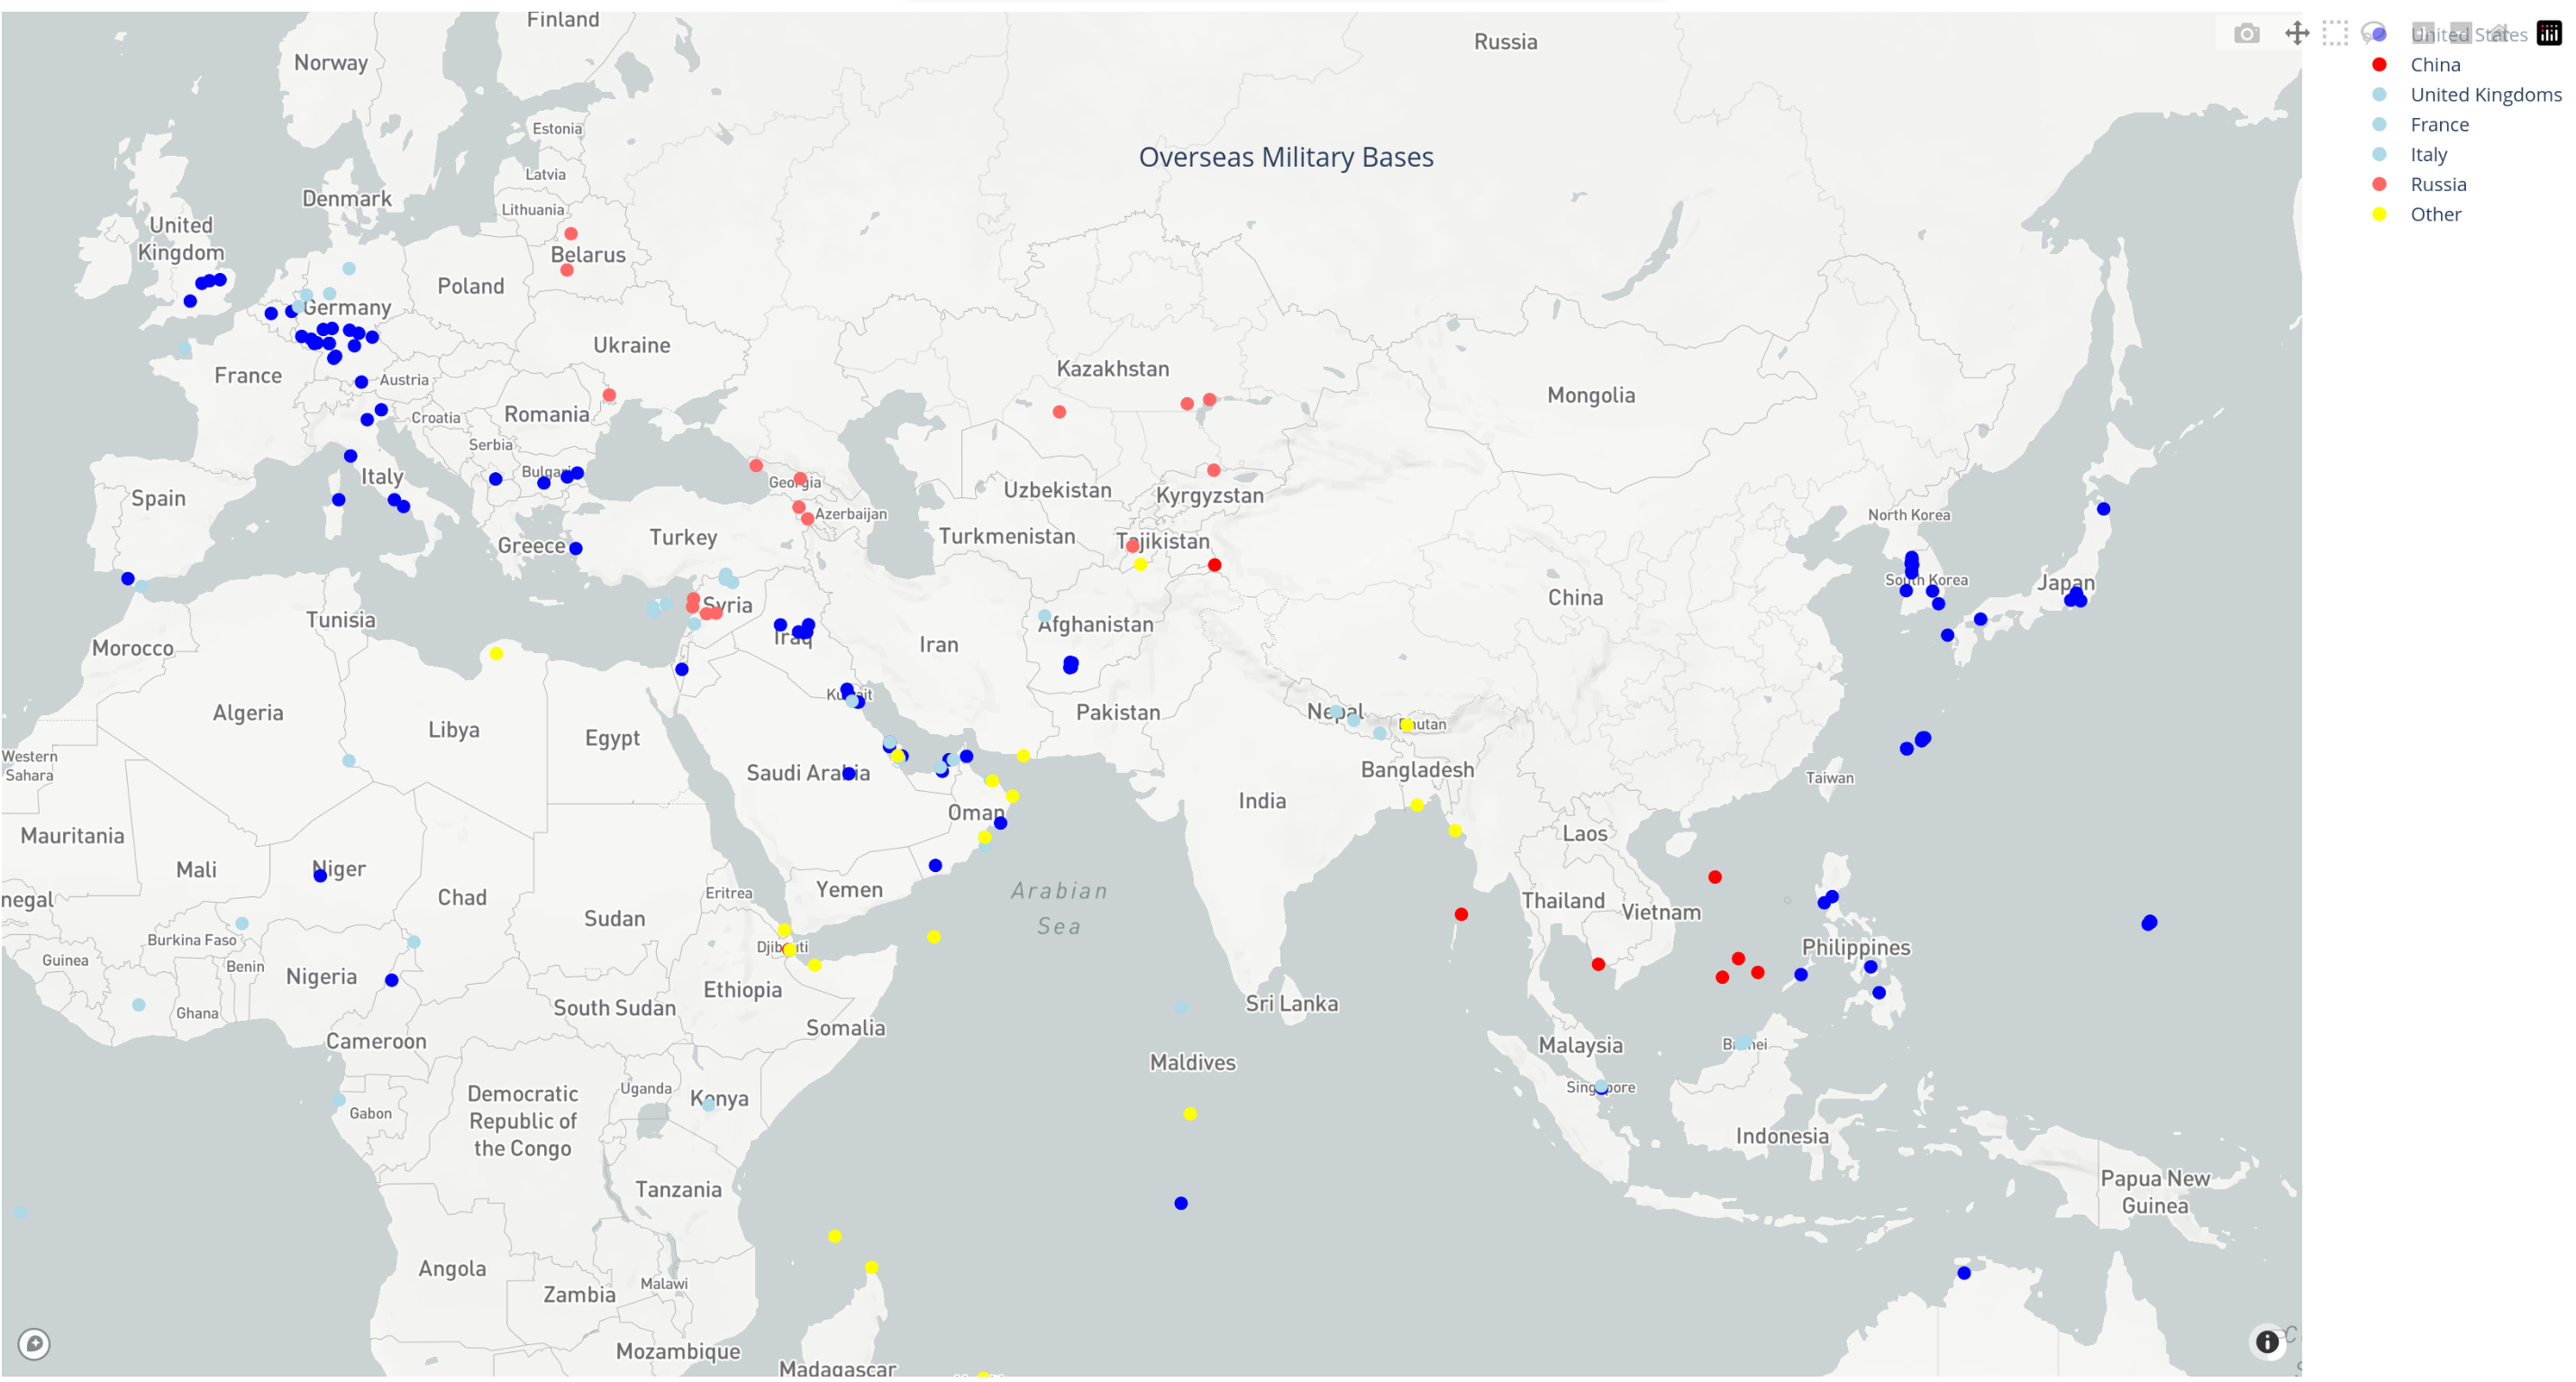 Finland
Russia
United States
Norway
China
United Kingdoms
France
Estonia
Italy
Overseas Military Bases
Latvia
Russia
Denmark
Lithuania
Other
United
Kingdom
Belarus
Poland
Germany
Ukraine
Kazakhstan
France
Austria
Mongolia
Romania
Croatia
Serbia
Bulgaria
Italy
Georgia
Spain
Uzbekistan
Kyrgyzstan
Azerbaijan
North Korea
Turkey
Turkmenistan
Tajikistan
Greece
South Korea
Japan
China
Syria
Tunisia
Afghanistan
Iraq
Iran
Morocco
Kuwait
Algeria
Pakistan
Nepal
Bhutan
Libya
Egypt
Western
Sahara
Saudi Arabia
Bangladesh
Taiwan
India
Oman
Mauritania
Laos
Mali
Niger
Yemen
Arabian
Sea
Eritrea
Chad
negal
Thailand
Vietnam
Sudan
Burkina Faso
Djibouti
Philippines
Guinea
Benin
Nigeria
Ethiopia
Sri Lanka
South Sudan
Ghana
Somalia
Cameroon
Malaysia
Brunei
Maldives
Singapore
Uganda
Kenya
Democratic
Republic of
the Congo
Gabon
Indonesia
Tanzania
Papua New
Guinea
Angola
Malawi
Zambia
Mozambique
Madagascar